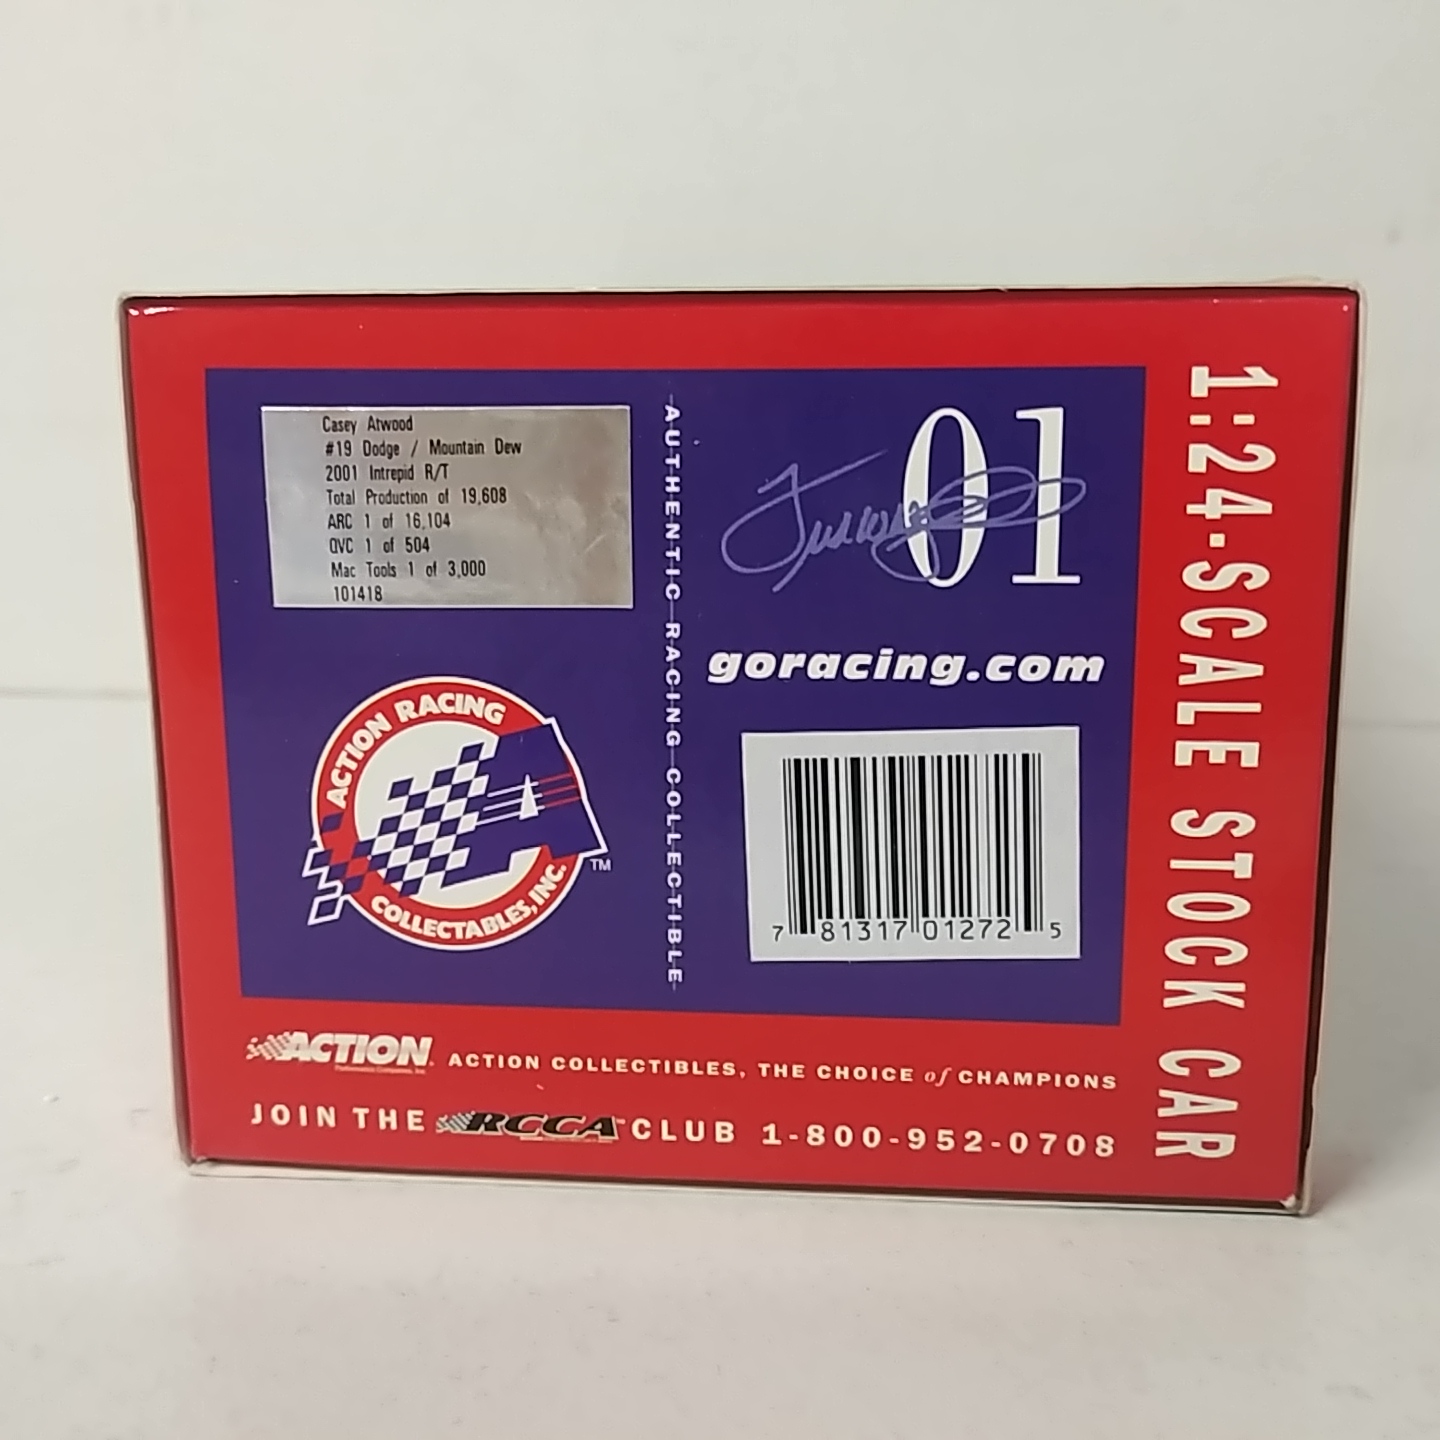 Casey Atwood
#19 Dodge / Mountain Dew
2001 Intrepid R/T
Total Production of 19,608
ARC 1 of 16,104
QVC 1 of 504
Mac Tools 1 of 3,000
101418
AUTHENTIC RACING COLLECTIBLE
01
goracing.com
ACTION RACING
COLLECTABLES, INC.
TM
7 81317 01272 5
1:24-SCALE STOCK CAR
ACTION ACTION COLLECTIBLES, THE CHOICE of CHAMPIONS
JOIN THE RCCA CLUB 1-800-952-0708